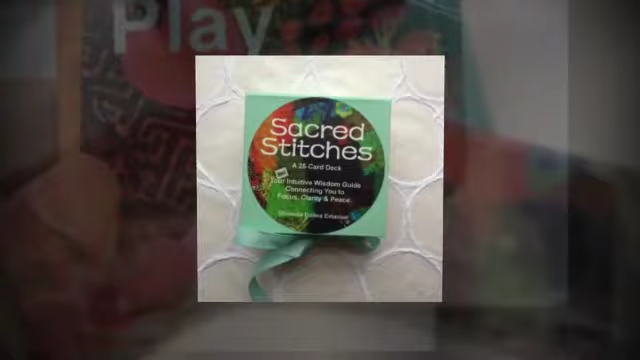 Play
Sacred
Stitches
A 25-Card Deck
Your Intuitive Wisdom Guide
Connecting You to
Focus, Clarity & Peace.